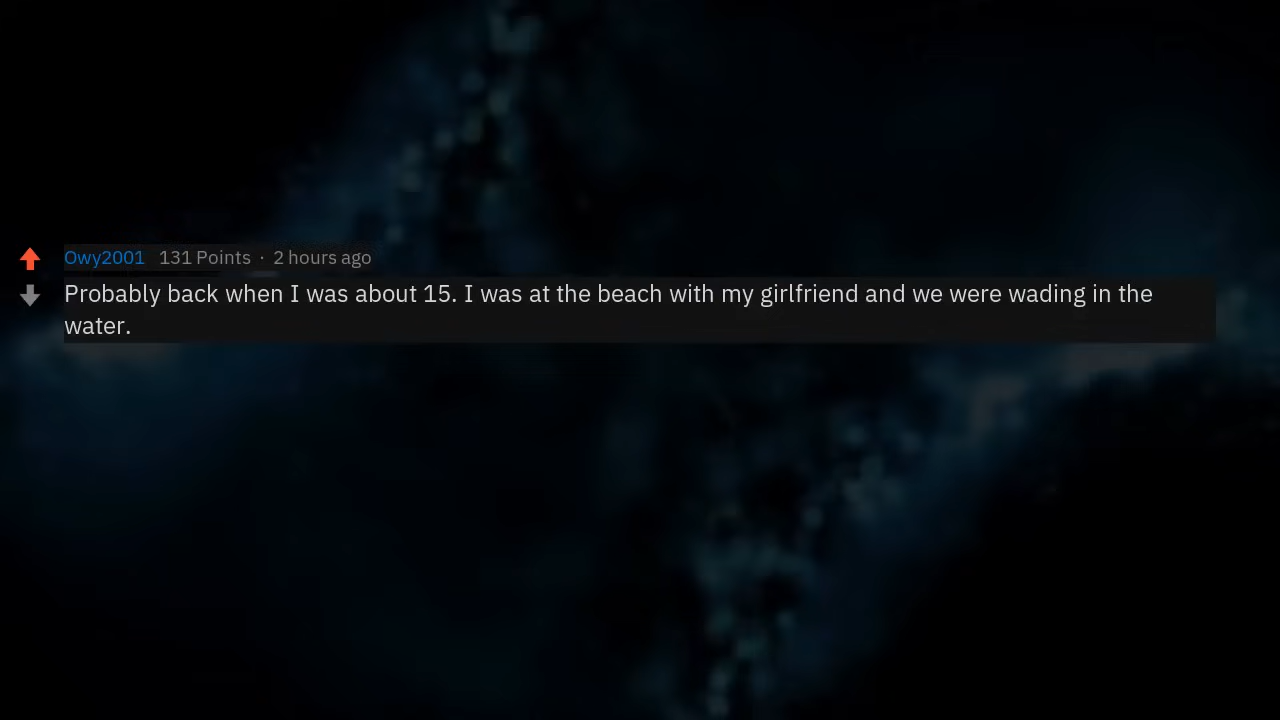 Owy2001 131 Points · 2 hours ago
Probably back when I was about 15. I was at the beach with my girlfriend and we were wading in the
water.